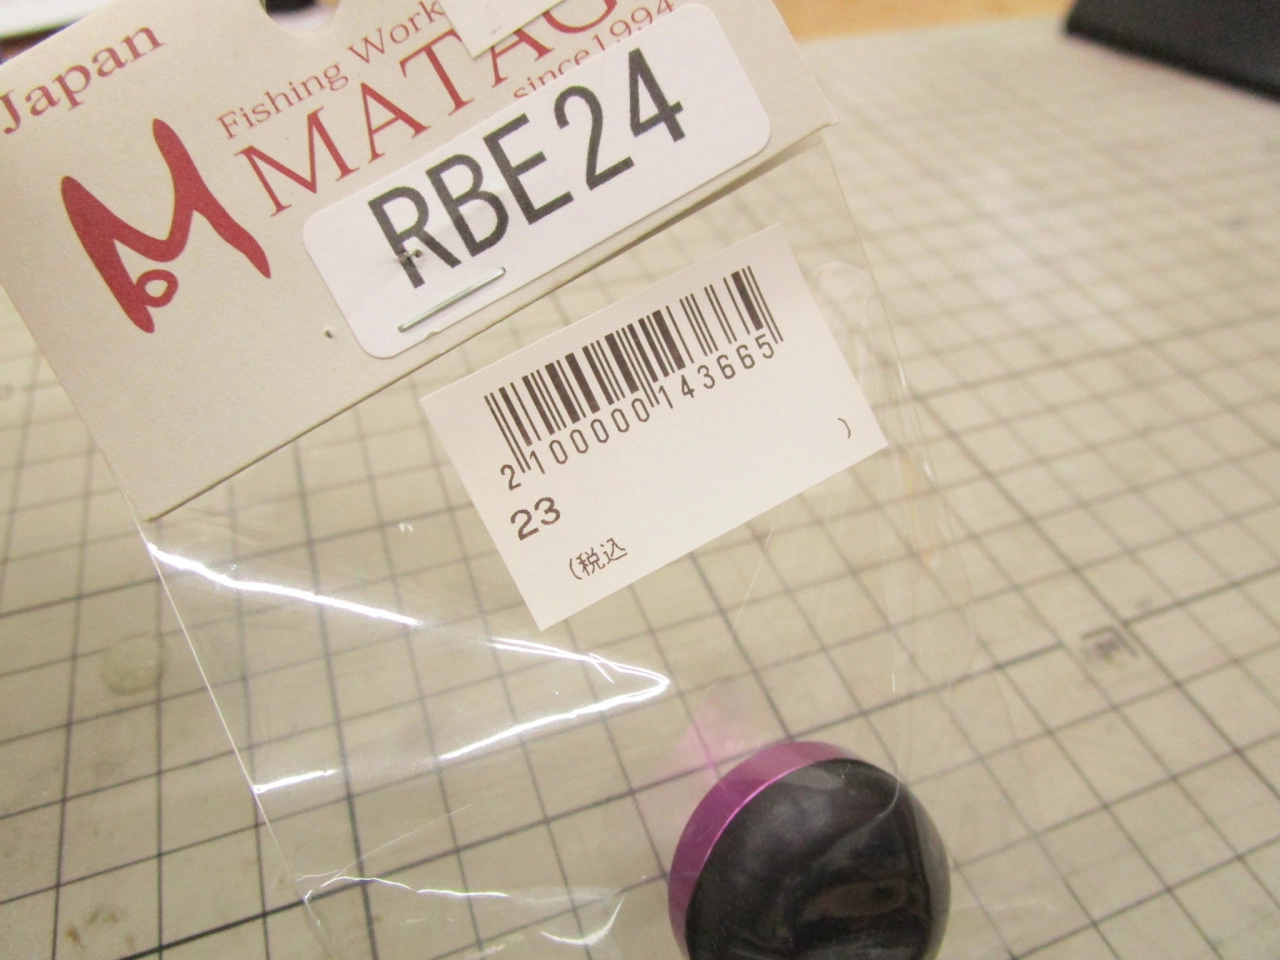 Japan
Fishing Work
MATAG
since1994
RBE24
2100000143665
23
(税込
)